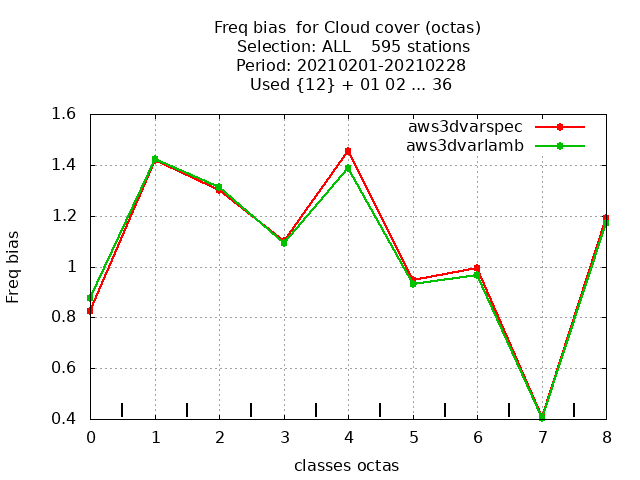 Freq bias  for Cloud cover (octas)
Selection: ALL    595 stations
Period: 20210201-20210228
Used {12} + 01 02 ... 36
aws3dvarspec
aws3dvarlamb
1.6
1.4
1.2
1
0.8
0.6
0.4
Freq bias
0 1 2 3 4 5 6 7 8
classes octas